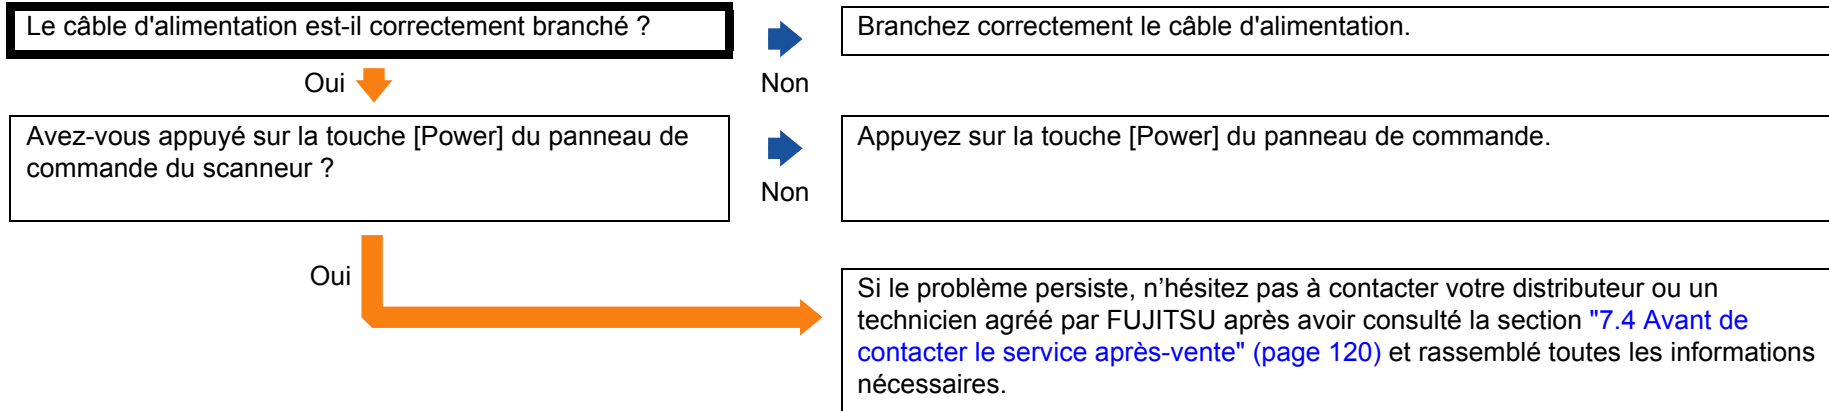 Le câble d'alimentation est-il correctement branché ?
Branchez correctement le câble d'alimentation.
Oui
Non
Avez-vous appuyé sur la touche [Power] du panneau de
commande du scanneur ?
Appuyez sur la touche [Power] du panneau de commande.
Non
Oui
Si le problème persiste, n’hésitez pas à contacter votre distributeur ou un
technicien agréé par FUJITSU après avoir consulté la section "7.4 Avant de
contacter le service après-vente" (page 120) et rassemblé toutes les informations
nécessaires.